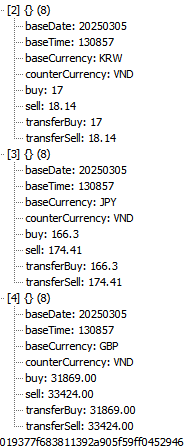 [2] {} (8)
baseDate: 20250305
baseTime: 130857
baseCurrency: KRW
counterCurrency: VND
buy: 17
sell: 18.14
transferBuy: 17
transferSell: 18.14
[3] {} (8)
baseDate: 20250305
baseTime: 130857
baseCurrency: JPY
counterCurrency: VND
buy: 166.3
sell: 174.41
transferBuy: 166.3
transferSell: 174.41
[4] {} (8)
baseDate: 20250305
baseTime: 130857
baseCurrency: GBP
counterCurrency: VND
buy: 31869.00
sell: 33424.00
transferBuy: 31869.00
transferSell: 33424.00
019377f683811392a905f59ff0452946